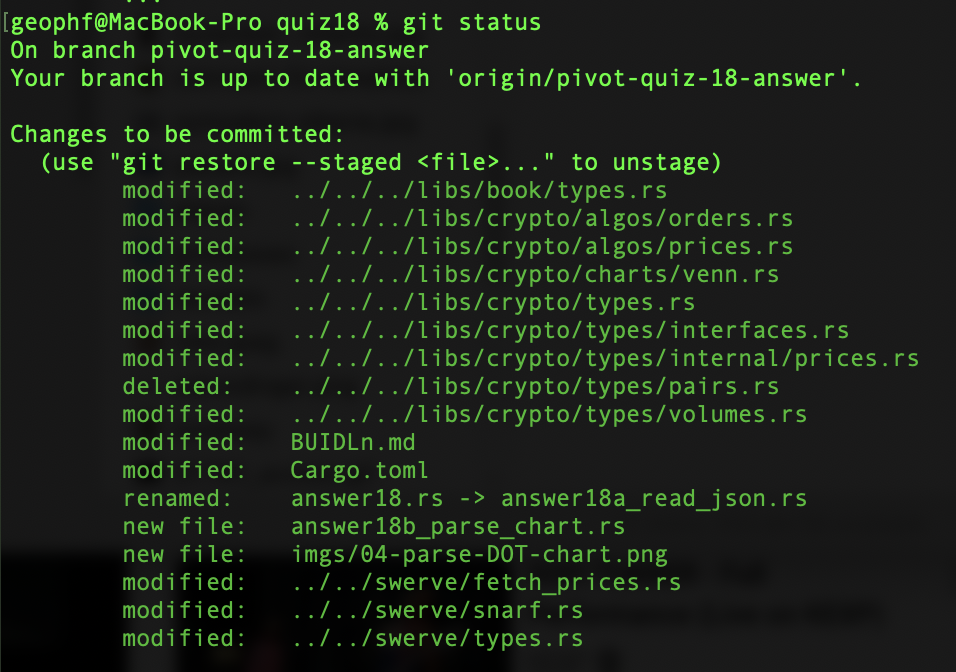 [geophf@MacBook-Pro quiz18 % git status
On branch pivot-quiz-18-answer
Your branch is up to date with 'origin/pivot-quiz-18-answer'.
Changes to be committed:
(use "git restore --staged <file>..." to unstage)
modified: ../../../libs/book/types.rs
modified: ../../../libs/crypto/algos/orders.rs
modified: ../../../libs/crypto/algos/prices.rs
modified: ../../../libs/crypto/charts/venn.rs
modified: ../../../libs/crypto/types.rs
modified: ../../../libs/crypto/types/interfaces.rs
modified: ../../../libs/crypto/types/internal/prices.rs
deleted: ../../../libs/crypto/types/pairs.rs
modified: ../../../libs/crypto/types/volumes.rs
modified: BUIDLn.md
modified: Cargo.toml
renamed: answer18.rs -> answer18a_read_json.rs
new file: answer18b_parse_chart.rs
new file: imgs/04-parse-DOT-chart.png
modified: ../../swerve/fetch_prices.rs
modified: ../../swerve/snarf.rs
modified: ../../swerve/types.rs